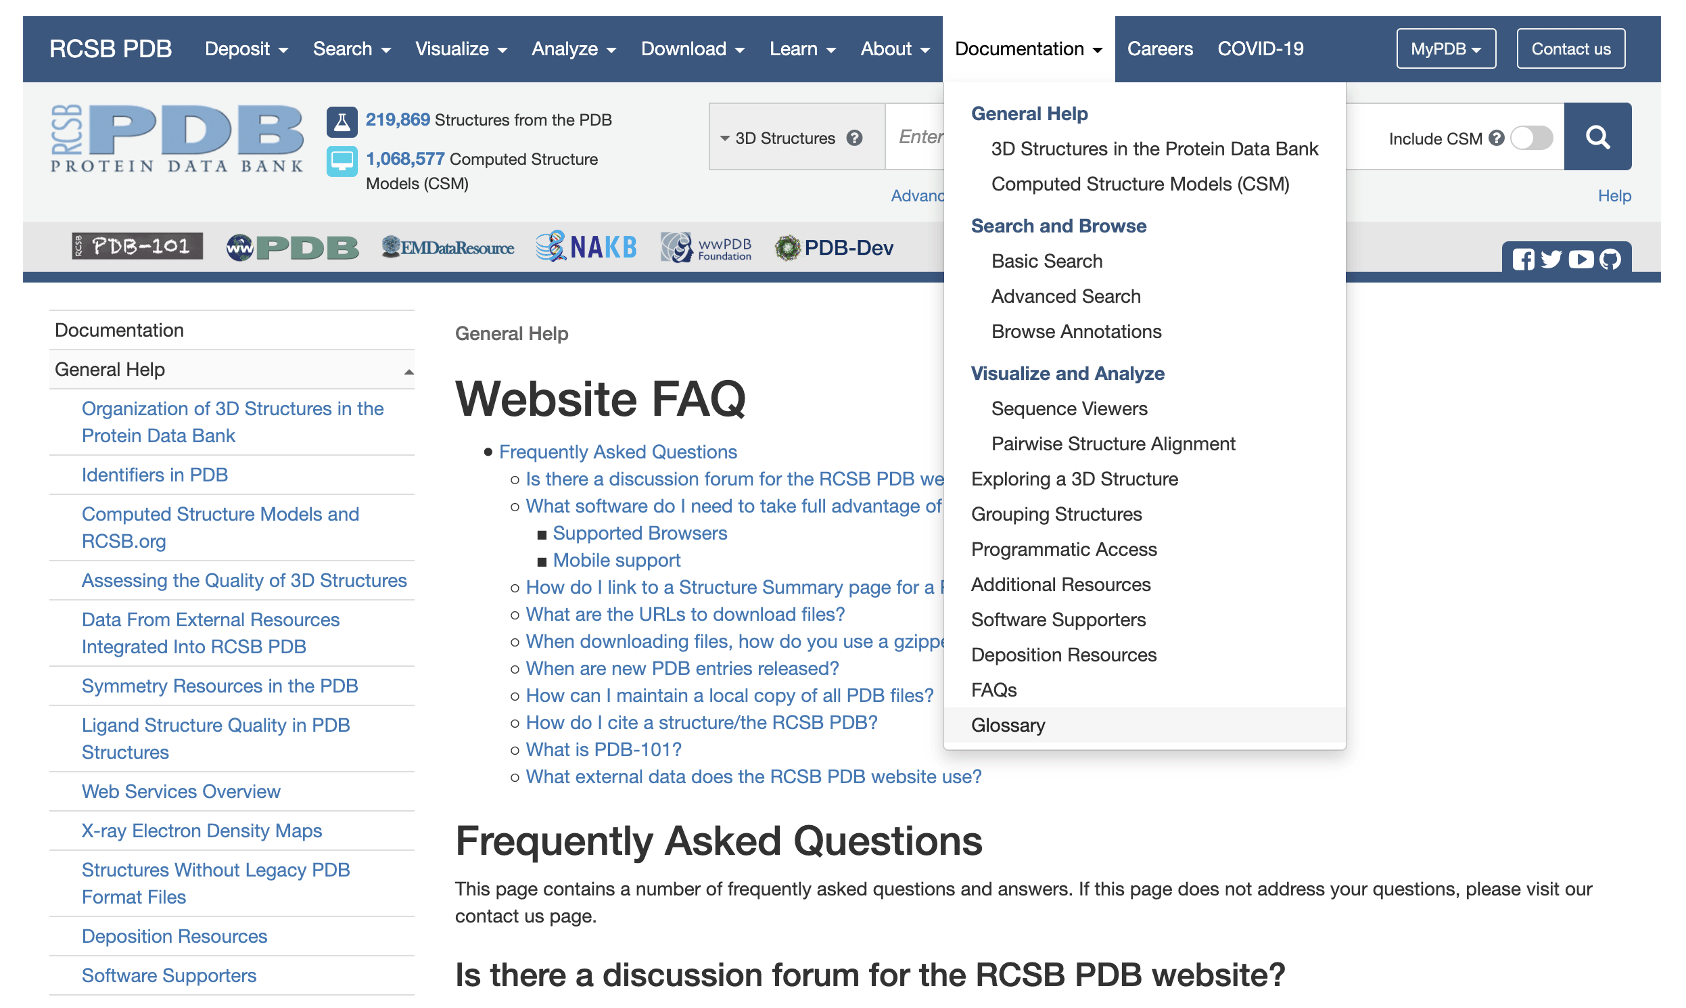 RCSB PDB Deposit Search Visualize Analyze Download Learn About Documentation Careers COVID-19 MyPDB Contact us
RCSB PDB
PROTEIN DATA BANK
219,869 Structures from the PDB
1,068,577 Computed Structure
Models (CSM)
3D Structures ? Enter
Include CSM ?
Advanc
Help
RCSB PDB-101 wwPDB EMDataResource NAKB wwPDB Foundation PDB-Dev
General Help
3D Structures in the Protein Data Bank
Computed Structure Models (CSM)
Search and Browse
Basic Search
Advanced Search
Browse Annotations
Visualize and Analyze
Sequence Viewers
Pairwise Structure Alignment
Exploring a 3D Structure
Grouping Structures
Programmatic Access
Additional Resources
Software Supporters
Deposition Resources
FAQs
Glossary
Documentation
General Help
Organization of 3D Structures in the
Protein Data Bank
Identifiers in PDB
Computed Structure Models and
RCSB.org
Assessing the Quality of 3D Structures
Data From External Resources
Integrated Into RCSB PDB
Symmetry Resources in the PDB
Ligand Structure Quality in PDB
Structures
Web Services Overview
X-ray Electron Density Maps
Structures Without Legacy PDB
Format Files
Deposition Resources
Software Supporters
General Help
Website FAQ
Frequently Asked Questions
Is there a discussion forum for the RCSB PDB we
What software do I need to take full advantage of
Supported Browsers
Mobile support
How do I link to a Structure Summary page for a
What are the URLs to download files?
When downloading files, how do you use a gzippe
When are new PDB entries released?
How can I maintain a local copy of all PDB files?
How do I cite a structure/the RCSB PDB?
What is PDB-101?
What external data does the RCSB PDB website use?
Frequently Asked Questions
This page contains a number of frequently asked questions and answers. If this page does not address your questions, please visit our
contact us page.
Is there a discussion forum for the RCSB PDB website?